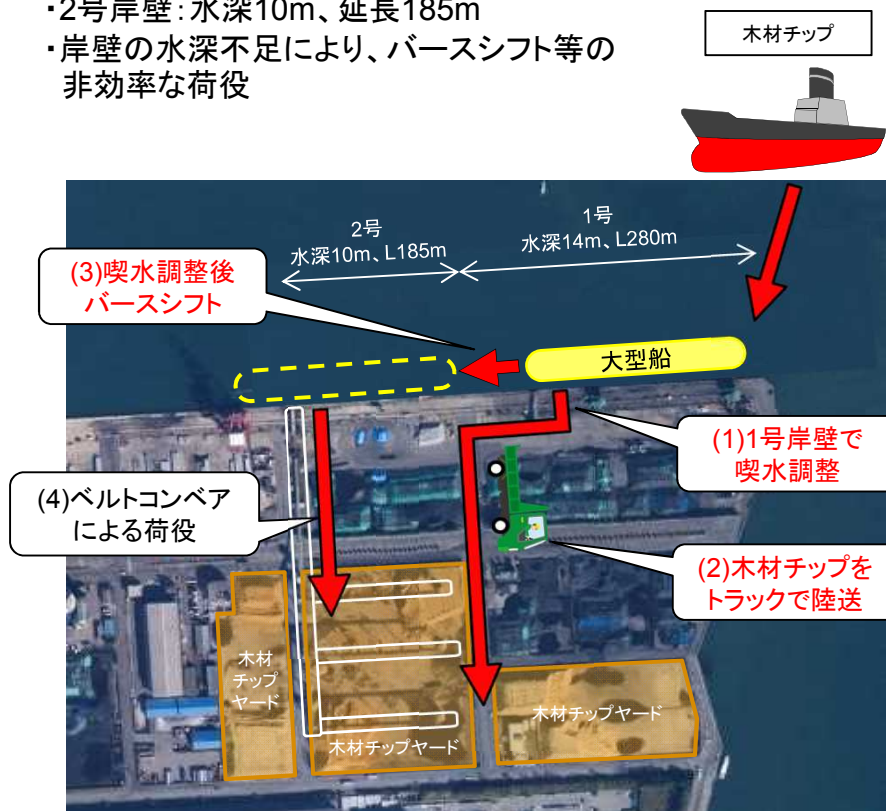 ・2号岸壁：水深10m、延長185m
・岸壁の水深不足により、バースシフト等の
非効率な荷役
木材チップ
2号
水深10m、L185m
1号
水深14m、L280m
(3)喫水調整後
バースシフト
大型船
(1)1号岸壁で
喫水調整
(4)ベルトコンベア
による荷役
(2)木材チップを
トラックで陸送
木材
チップ
ヤード
木材チップヤード
木材チップヤード